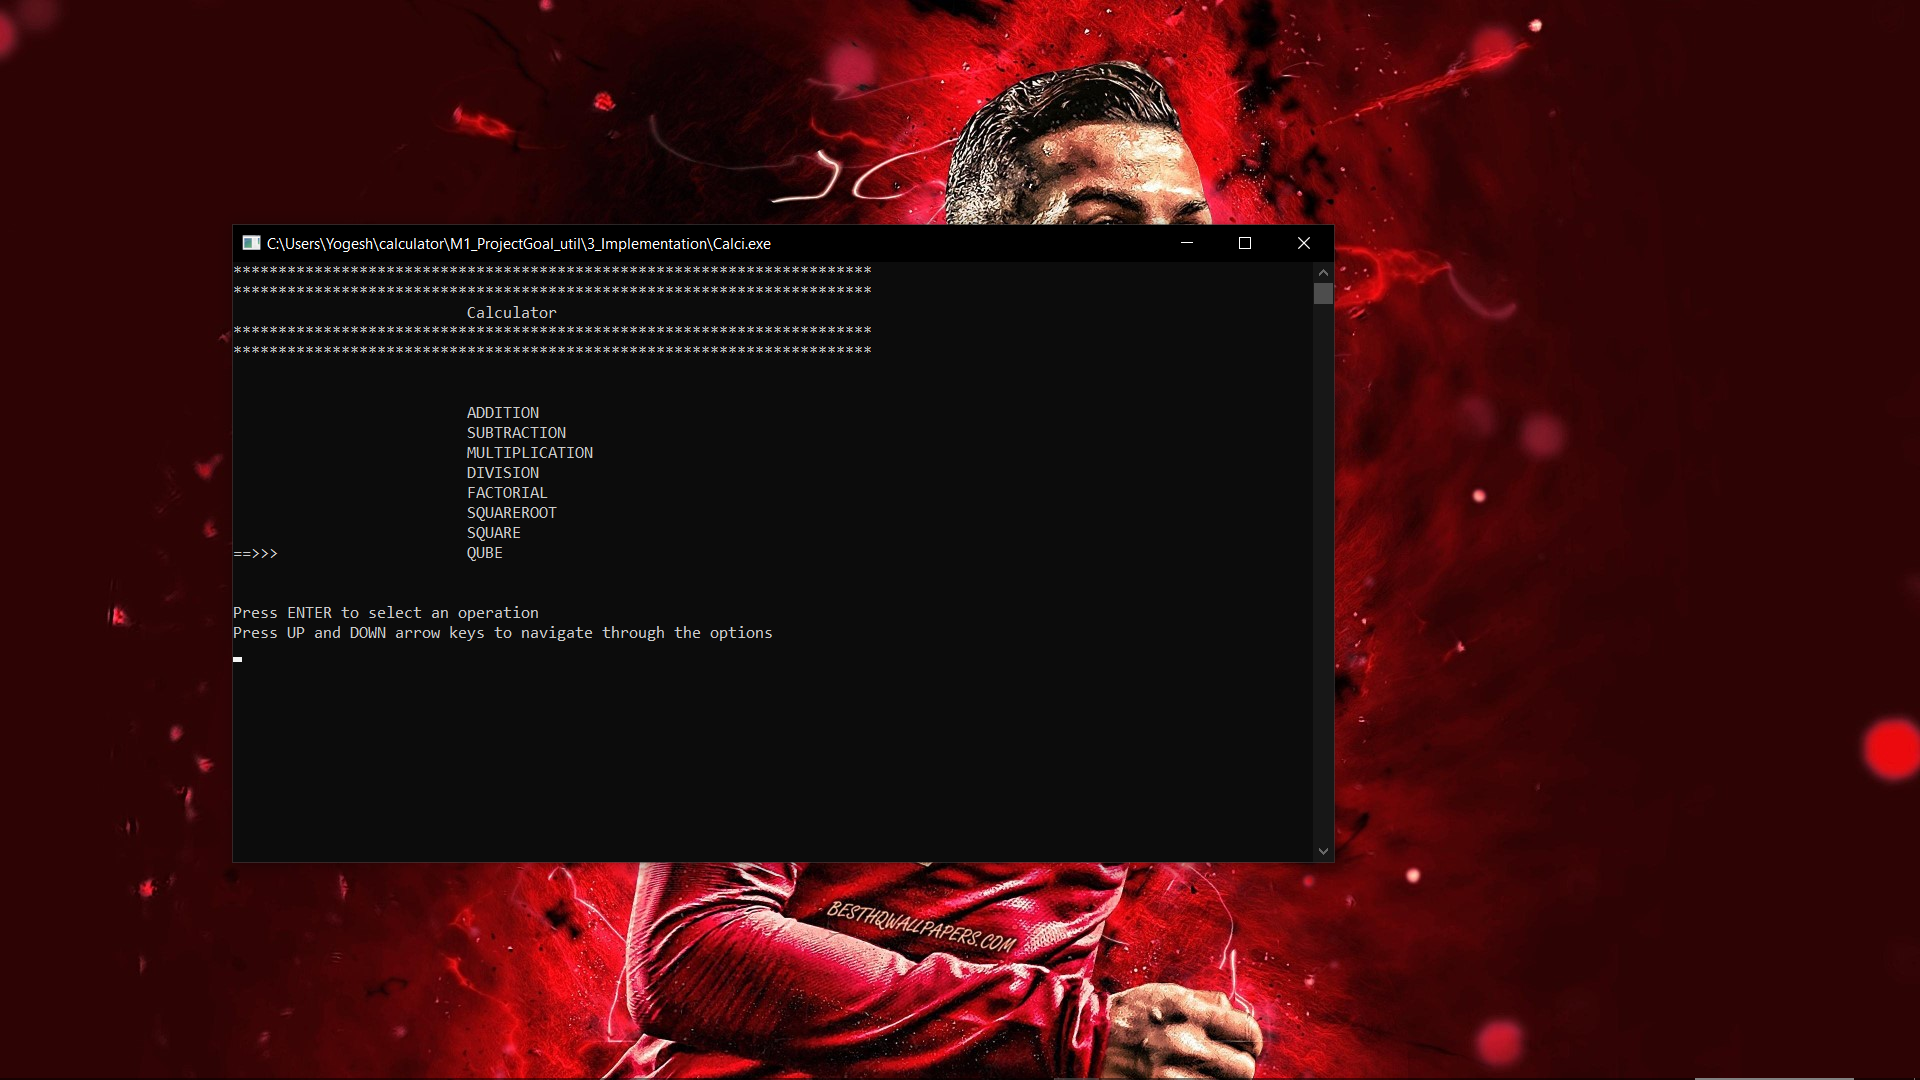 C:\Users\Yogesh\calculator\M1_ProjectGoal_util\3_Implementation\Calci.exe
***********************************************************************
***********************************************************************
Calculator
***********************************************************************
***********************************************************************
ADDITION
SUBTRACTION
MULTIPLICATION
DIVISION
FACTORIAL
SQUAREROOT
SQUARE
==>>> QUBE
Press ENTER to select an operation
Press UP and DOWN arrow keys to navigate through the options
BESTHQWALLPAPERS.COM